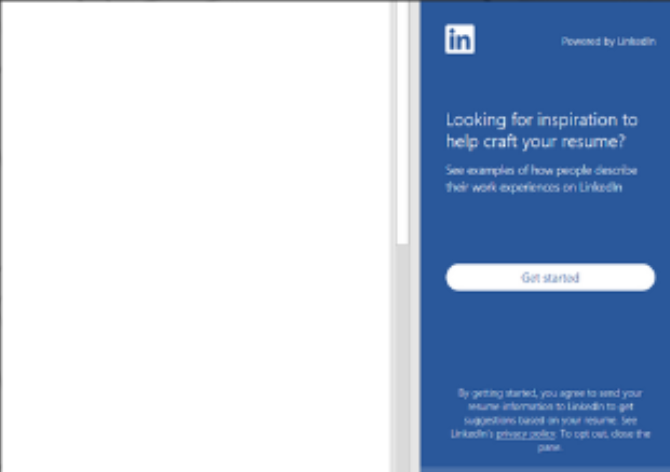 in
Powered by LinkedIn
Looking for inspiration to
help craft your resume?
See examples of how people describe
their work experiences on LinkedIn
Get started
By getting started, you agree to send your
resume information to LinkedIn to get
suggestions based on your resume. See
LinkedIn's privacy policy. To opt out, close the
pane.